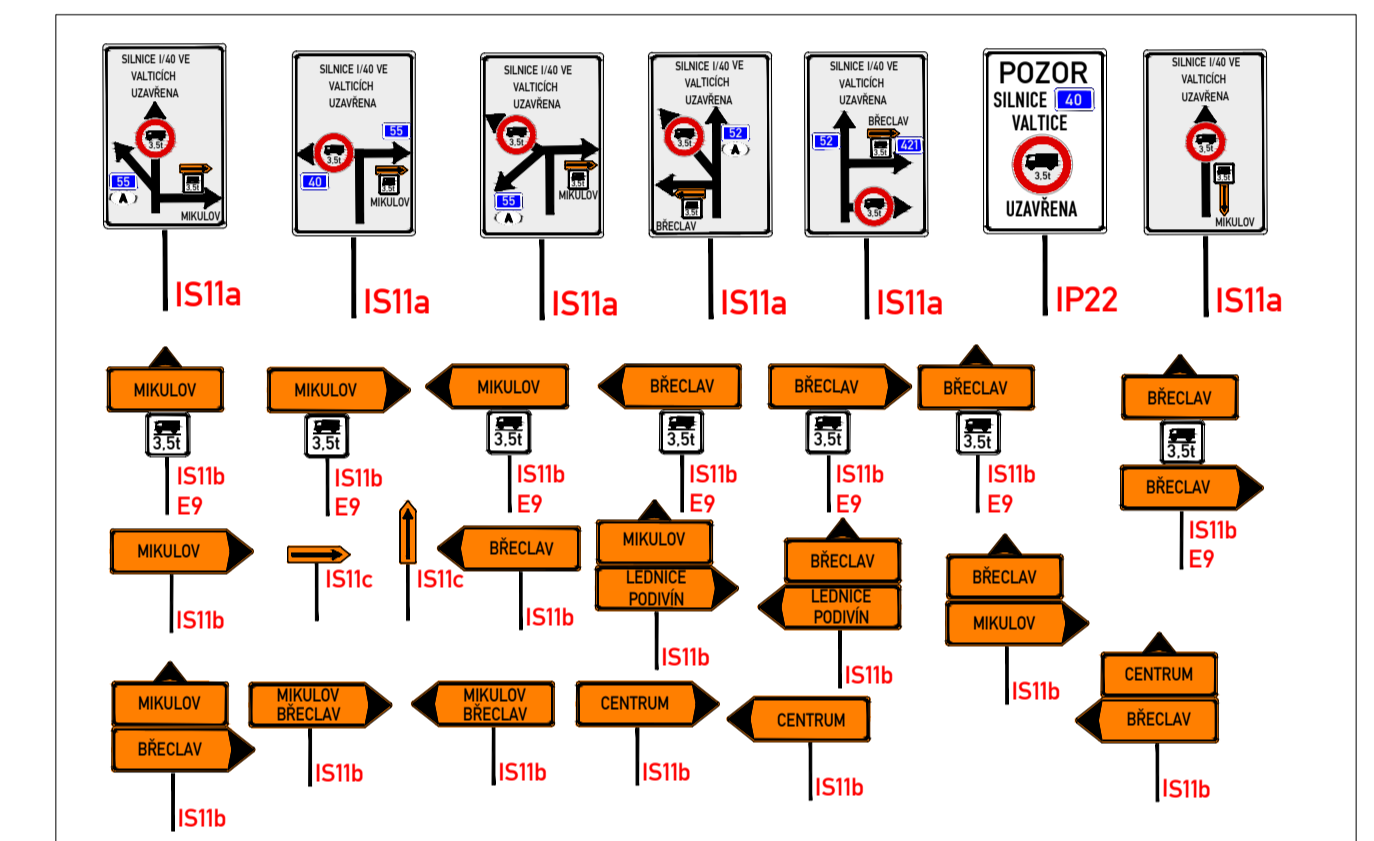 SILNICE I/40 VE
VALTICÍCH
UZAVŘENA
3,5t
55
A
3,5t
MIKULOV
IS11a
SILNICE I/40 VE
VALTICÍCH
UZAVŘENA
55
3,5t
40
3,5t
MIKULOV
IS11a
SILNICE I/40 VE
VALTICÍCH
UZAVŘENA
3,5t
3,5t
55
A
MIKULOV
IS11a
SILNICE I/40 VE
VALTICÍCH
UZAVŘENA
52
A
3,5t
3,5t
BŘECLAV
IS11a
SILNICE I/40 VE
VALTICÍCH
UZAVŘENA
BŘECLAV
52
3,5t
421
3,5t
IS11a
POZOR
SILNICE 40
VALTICE
3,5t
UZAVŘENA
IP22
SILNICE I/40 VE
VALTICÍCH
UZAVŘENA
3,5t
3,5t
MIKULOV
IS11a
MIKULOV
3,5t
IS11b
E9
MIKULOV
3,5t
IS11b
E9
MIKULOV
3,5t
IS11b
E9
BŘECLAV
3,5t
IS11b
E9
BŘECLAV
3,5t
IS11b
E9
BŘECLAV
3,5t
IS11b
E9
BŘECLAV
3,5t
BŘECLAV
IS11b
E9
MIKULOV
IS11b
IS11c
IS11c
BŘECLAV
IS11b
MIKULOV
LEDNICE
PODIVÍN
IS11b
BŘECLAV
LEDNICE
PODIVÍN
IS11b
BŘECLAV
MIKULOV
IS11b
MIKULOV
BŘECLAV
IS11b
MIKULOV
BŘECLAV
IS11b
MIKULOV
BŘECLAV
IS11b
CENTRUM
IS11b
CENTRUM
IS11b
CENTRUM
BŘECLAV
IS11b